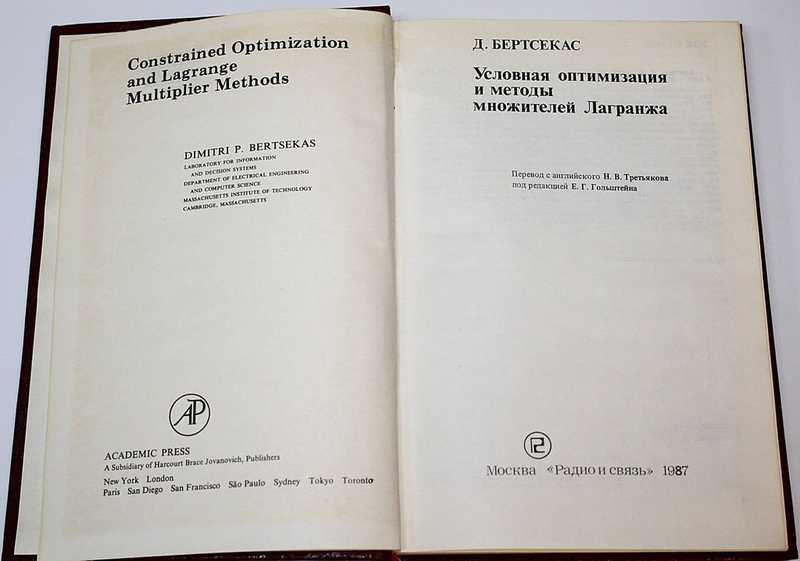 Constrained Optimization
and Lagrange
Multiplier Methods
DIMITRI P. BERTSEKAS
LABORATORY FOR INFORMATION
AND DECISION SYSTEMS
DEPARTMENT OF ELECTRICAL ENGINEERING
AND COMPUTER SCIENCE
MASSACHUSETTS INSTITUTE OF TECHNOLOGY
CAMBRIDGE, MASSACHUSETTS
AP
ACADEMIC PRESS
A Subsidiary of Harcourt Brace Jovanovich, Publishers
New York London
Paris San Diego San Francisco São Paulo Sydney Tokyo Toronto
Д. БЕРТСЕКАС
Условная оптимизация
и методы
множителей Лагранжа
Перевод с английского Н. В. Третьякова
под редакцией Е. Г. Гольштейна
Москва «Радио и связь» 1987